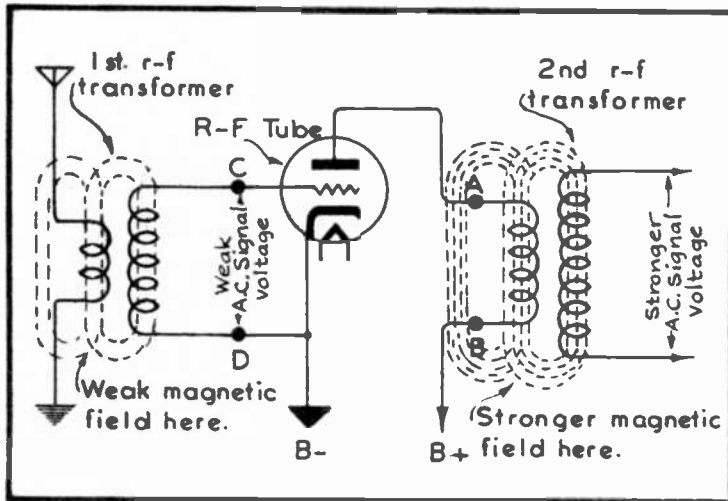 1st. r-f
transformer
R-F Tube
2nd r-f
transformer
C
A
Weak
A.C. Signal
voltage
Stronger
A.C. Signal
Voltage
D
B
Weak magnetic
field here.
B-
B+
Stronger magnetic
field here.